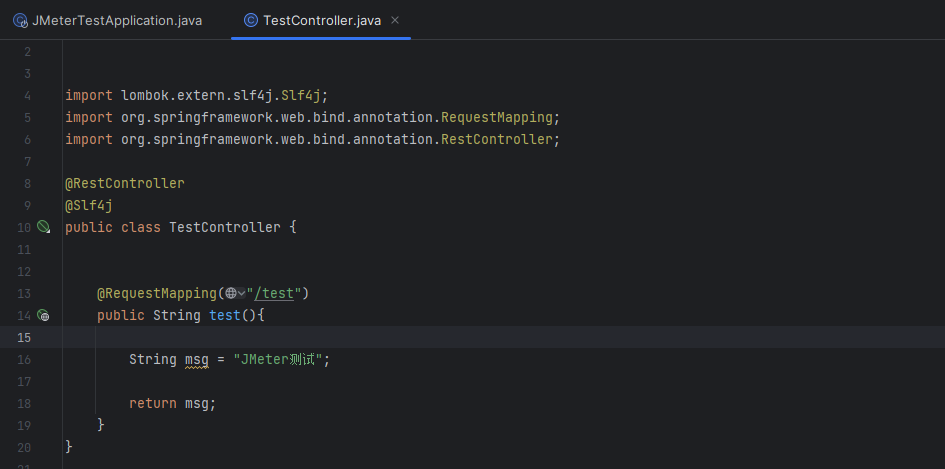 JMeterTestApplication.java TestController.java
2
3
4 import lombok.extern.slf4j.Slf4j;
5 import org.springframework.web.bind.annotation.RequestMapping;
6 import org.springframework.web.bind.annotation.RestController;
7
8 @RestController
9 @Slf4j
10 public class TestController {
11
12
13 @RequestMapping("/test")
14 public String test(){
15
16 String msg = "JMeter测试";
17
18 return msg;
19 }
20 }
21